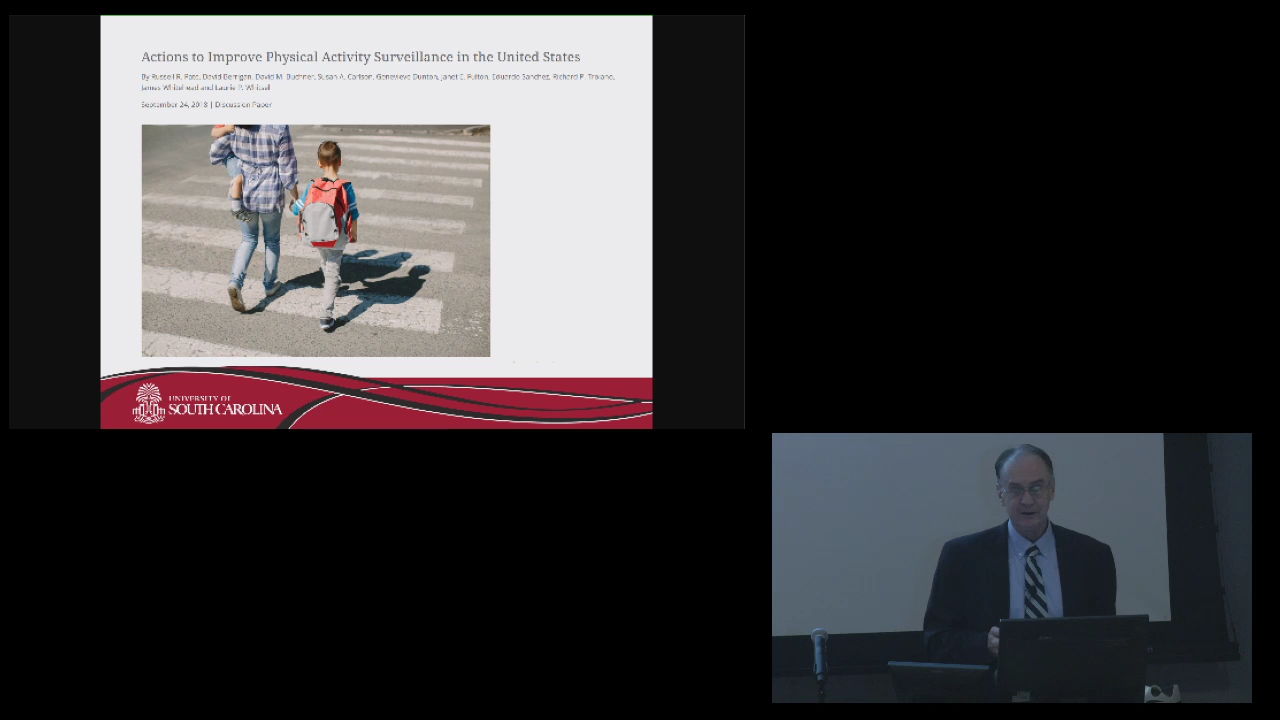 Actions to Improve Physical Activity Surveillance in the United States
By Russell R. Pate, David Berrigan, David M. Buchner, Susan A. Carlson, Genevieve Dunton, Janet E. Fulton, Eduardo Sanchez, Richard P. Troiano,
James Whitehead and Laurie P. Whitsel
September 24, 2018 | Discussion Paper
UNIVERSITY OF
SOUTH CAROLINA